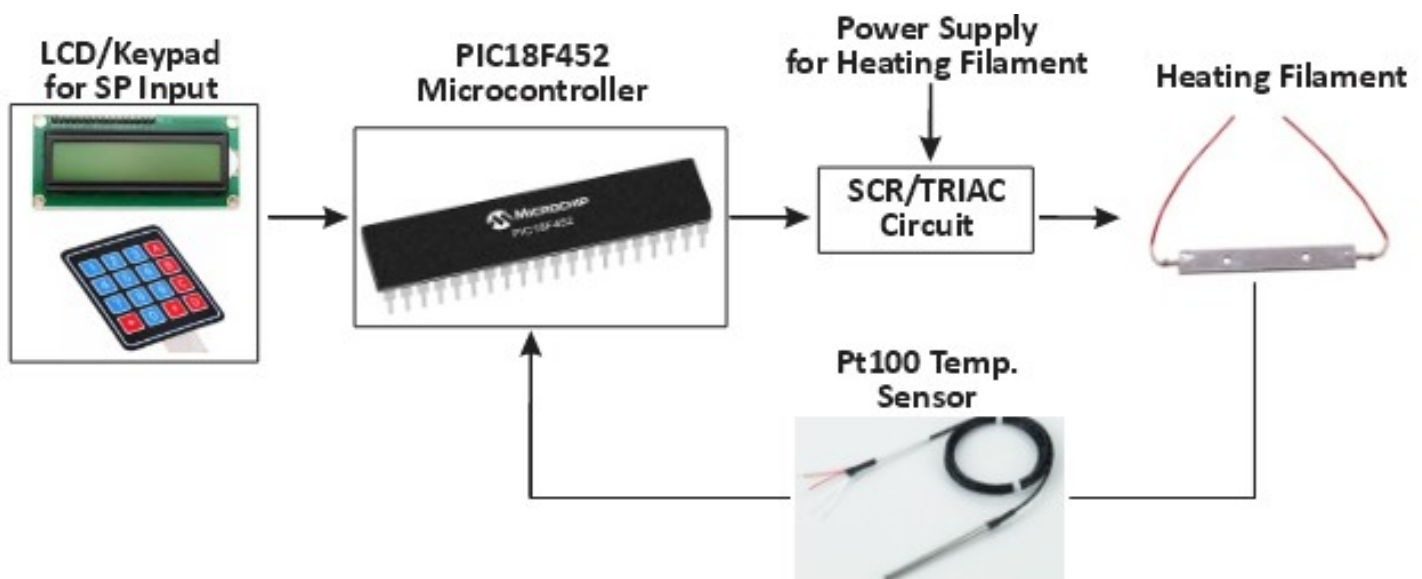 LCD/Keypad
for SP Input
PIC18F452
Microcontroller
Power Supply
for Heating Filament
Heating Filament
MICROCHIP
PIC18F452
SCR/TRIAC
Circuit
Pt100 Temp.
Sensor